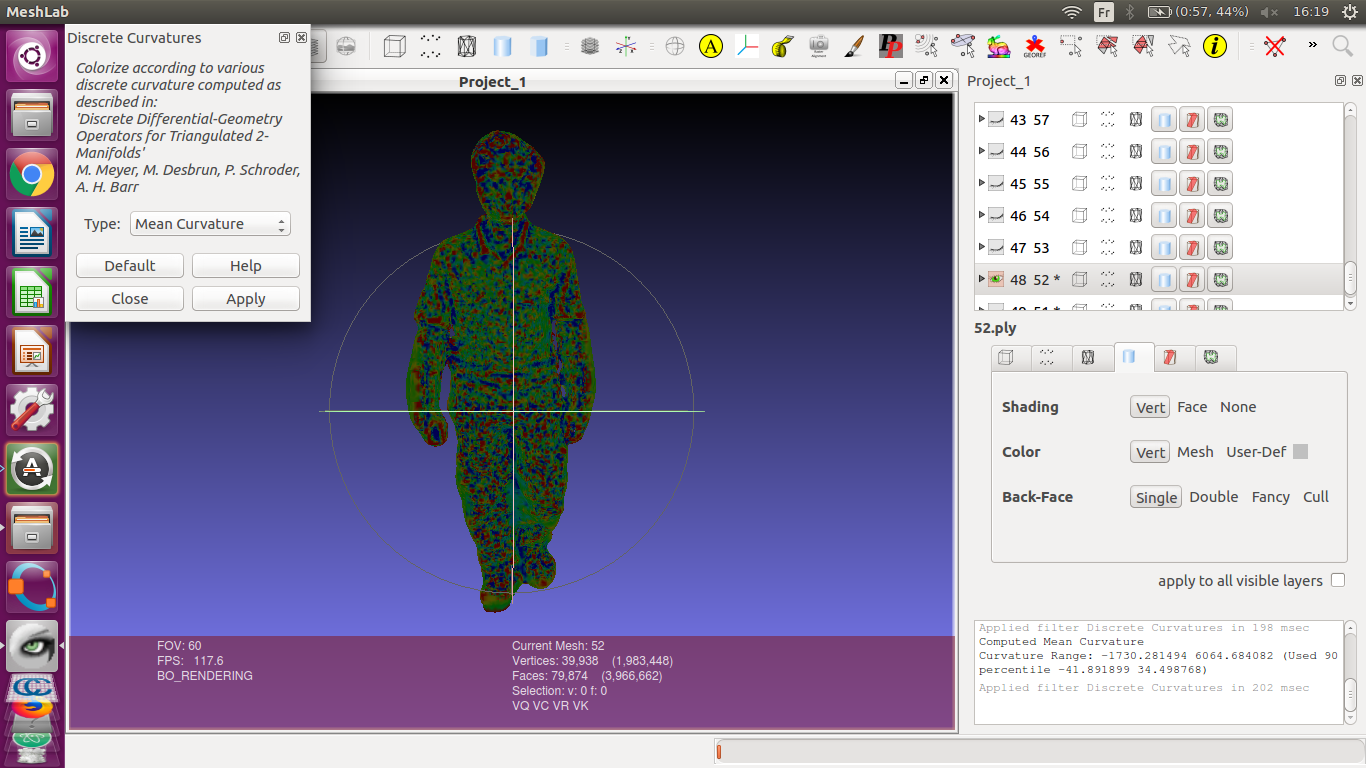 MeshLab
Fr
(0:57, 44%)
16:19
Discrete Curvatures
Colorize according to various
discrete curvature computed as
described in:
'Discrete Differential-Geometry
Operators for Triangulated 2-
Manifolds'
M. Meyer, M. Desbrun, P. Schroder,
A. H. Barr
Type: Mean Curvature
Default Help
Close Apply
A
PP
GEOREF
i
»
Project_1
FOV: 60
FPS: 117.6
BO_RENDERING
Current Mesh: 52
Vertices: 39,938 (1,983,448)
Faces: 79,874 (3,966,662)
Selection: v: 0 f: 0
VQ VC VR VK
Project_1
43 57
44 56
45 55
46 54
47 53
48 52 *
49 51 *
52.ply
Shading Vert Face None
Color Vert Mesh User-Def
Back-Face Single Double Fancy Cull
apply to all visible layers
Applied filter Discrete Curvatures in 198 msec
Computed Mean Curvature
Curvature Range: -1730.281494 6064.684082 (Used 90
percentile -41.891899 34.498768)
Applied filter Discrete Curvatures in 202 msec